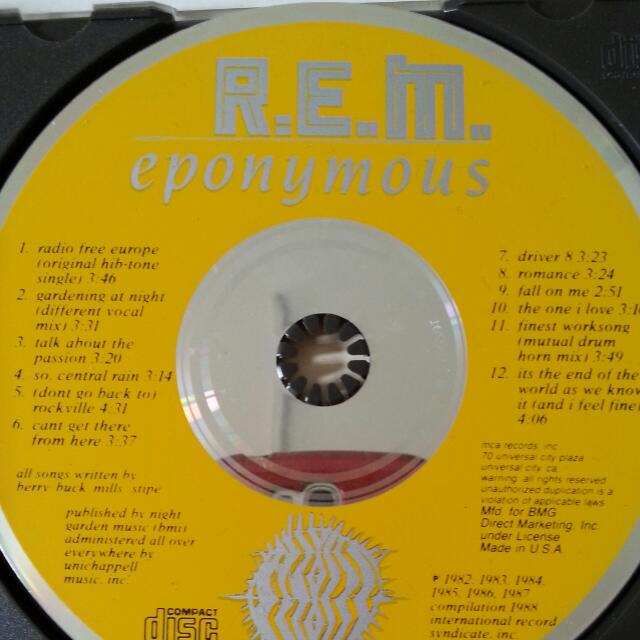 R.E.M.
eponymous
1. radio free europe
(original hib-tone
single) 3:46
2. gardening at night
(different vocal
mix) 3:31
3. talk about the
passion 3:20
4. so. central rain 3:14
5. (dont go back to)
rockville 4:31
6. cant get there
from here 3:37
all songs written by
berry buck mills stipe
published by night
garden music (bmi)
administered all over
everywhere by
unichappell
music. inc.
COMPACT
disc
7. driver 8 3:23
8. romance 3:24
9. fall on me 2:51
10. the one i love
11. finest worksong
(mutual drum
horn mix) 3:49
12. its the end of the
world as we know
it (and i feel fine)
4:06
mca records. inc.
70 universal city plaza
universal city. ca.
warning: all rights reserved
unauthorized duplication is a
violation of applicable laws
Mfd. for BMG
Direct Marketing, Inc.
under License
Made in U.S.A.
℗ 1982, 1983, 1984,
1985, 1986, 1987
compilation 1988
international record
syndicate, inc.